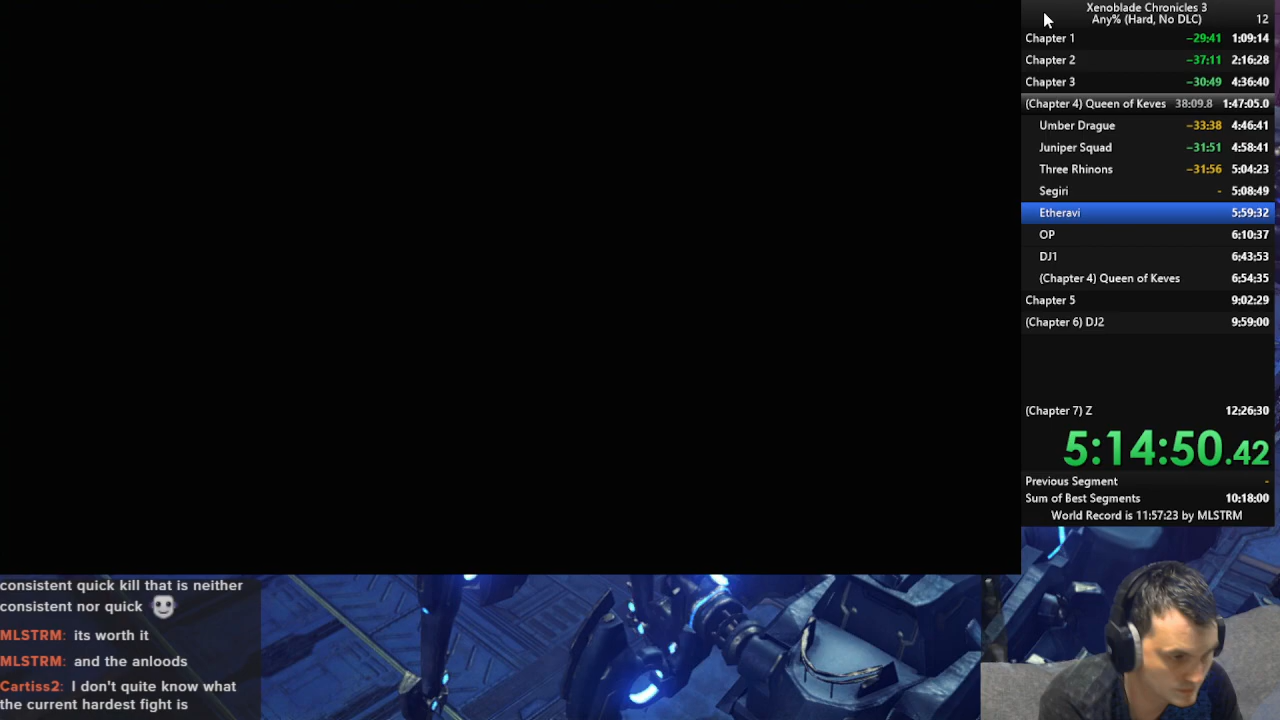 Xenoblade Chronicles 3
Any% (Hard, No DLC) 12
Chapter 1 −29:41 1:09:14
Chapter 2 −37:11 2:16:28
Chapter 3 −30:49 4:36:40
(Chapter 4) Queen of Keves 38:09.8 1:47:05.0
Umber Drague −33:38 4:46:41
Juniper Squad −31:51 4:58:41
Three Rhinons −31:56 5:04:23
Segiri - 5:08:49
Etheravi 5:59:32
OP 6:10:37
DJ1 6:43:53
(Chapter 4) Queen of Keves 6:54:35
Chapter 5 9:02:29
(Chapter 6) DJ2 9:59:00
(Chapter 7) Z 12:26:30
5:14:50.42
Previous Segment -
Sum of Best Segments 10:18:00
World Record is 11:57:23 by MLSTRM
consistent quick kill that is neither
consistent nor quick
MLSTRM: its worth it
MLSTRM: and the anloods
Cartiss2: I don't quite know what
the current hardest fight is